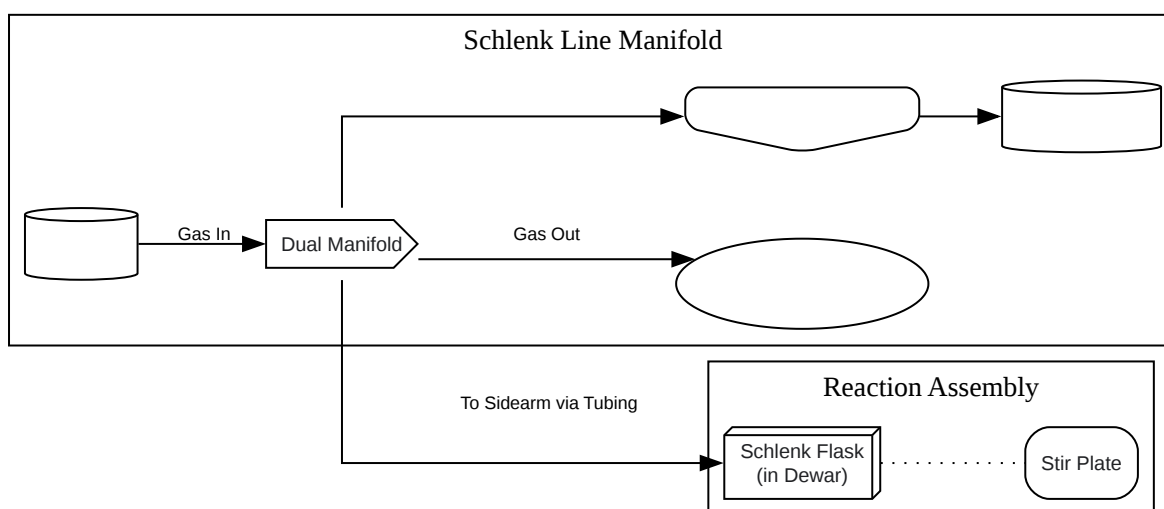 Schlenk Line Manifold
Gas In
Dual Manifold
Gas Out
To Sidearm via Tubing
Reaction Assembly
Schlenk Flask
(in Dewar)
Stir Plate